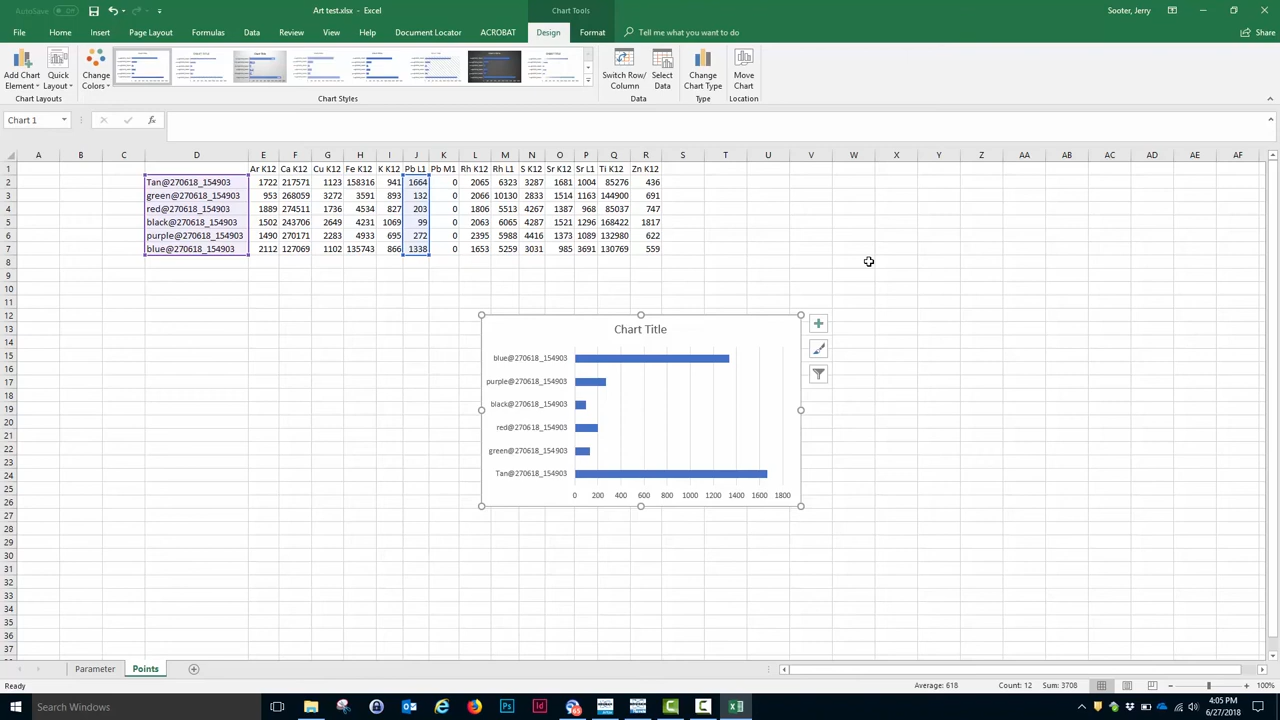 AutoSave Off
Art test.xlsx - Excel
Chart Tools
Sooter, Jerry
File Home Insert Page Layout Formulas Data Review View Help Document Locator ACROBAT Design Format Tell me what you want to do Share
Add Chart Element Quick Layout Change Colors Switch Row/ Column Select Data Change Chart Type Move Chart
Chart Layouts Chart Styles Data Type Location
Chart 1 fx
A B C D E F G H I J K L M N O P Q R S T U V W X Y Z AA AB AC AD AE AF
1 Ar K12 Ca K12 Cu K12 Fe K12 K K12 Pb L1 Pb M1 Rh K12 Rh L1 S K12 Sr K12 Sr L1 Ti K12 Zn K12
2 Tan@270618_154903 1722 217571 1123 158316 941 1664 0 2065 6323 3287 1681 1004 85276 436
3 green@270618_154903 953 268059 3272 3591 893 132 0 2066 10130 2833 1514 1163 144900 691
4 red@270618_154903 1889 274511 1736 4534 827 203 0 1806 5513 4267 1387 968 85037 747
5 black@270618_154903 1502 243706 2649 4231 1069 99 0 2063 6065 4287 1521 1296 168422 1817
6 purple@270618_154903 1490 270171 2283 4933 695 272 0 2395 5988 4416 1373 1089 132980 622
7 blue@270618_154903 2112 127069 1102 135743 866 1338 0 1653 5259 3031 985 3691 130769 559
8
9
10
11
12
13
14
15
16
17
18
19
20
21
22
23
24
25
26
27
28
29
30
31
32
33
34
35
36
37
Chart Title
blue@270618_154903
purple@270618_154903
black@270618_154903
red@270618_154903
green@270618_154903
Tan@270618_154903
0 200 400 600 800 1000 1200 1400 1600 1800
Parameter Points
Ready Average: 618 Count: 12 Sum: 3708 100%
Search Windows
4:05 PM
6/27/2018